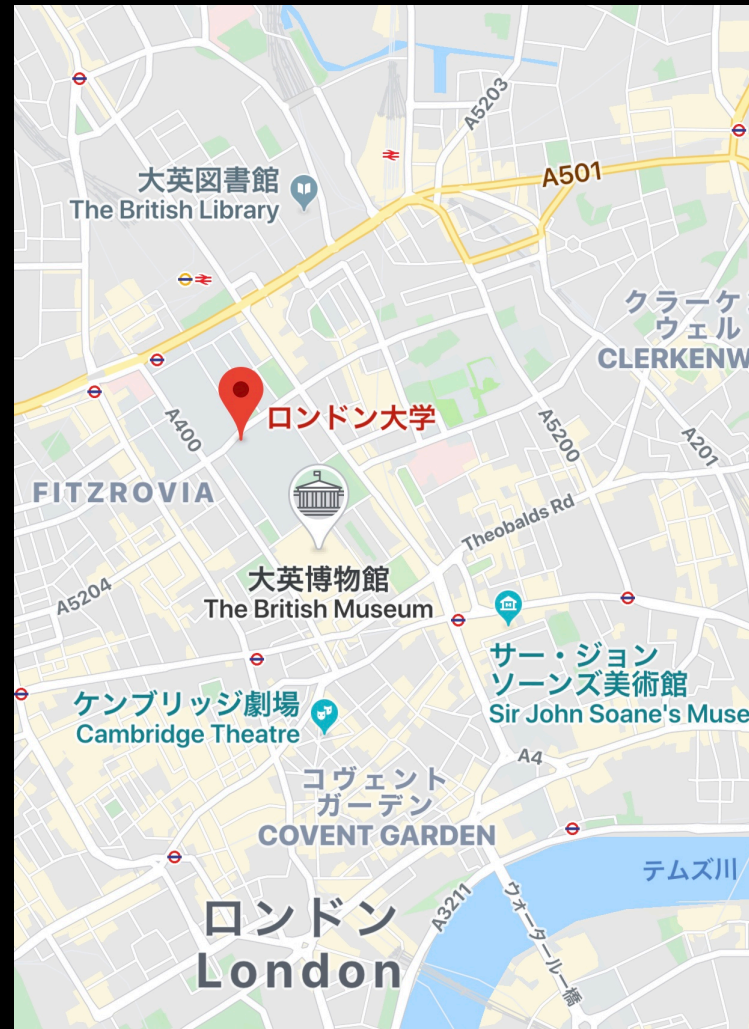 A5203
A501
大英図書館
The British Library
クラーケ
ウェル
CLERKENW
ロンドン大学
A400
A5200
A201
FITZROVIA
Theobalds Rd
大英博物館
The British Museum
A5204
サー・ジョン
ソーンズ美術館
Sir John Soane's Muse
ケンブリッジ劇場
Cambridge Theatre
A4
コヴェント
ガーデン
COVENT GARDEN
テムズ川
A3211
ウォータールー橋
ロンドン
London